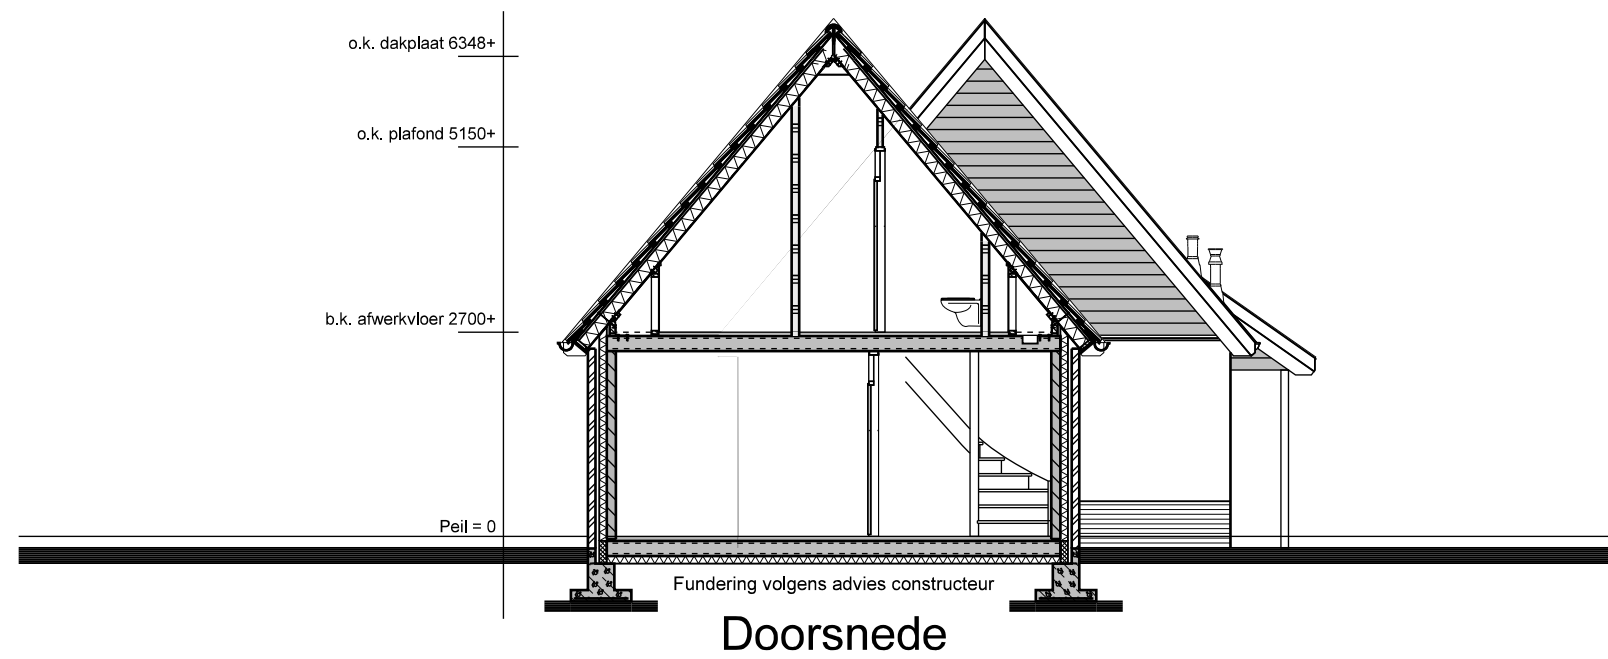 o.k. dakplaat 6348+
o.k. plafond 5150+
b.k. afwerkvloer 2700+
Peil = 0
Fundering volgens advies constructeur
Doorsnede